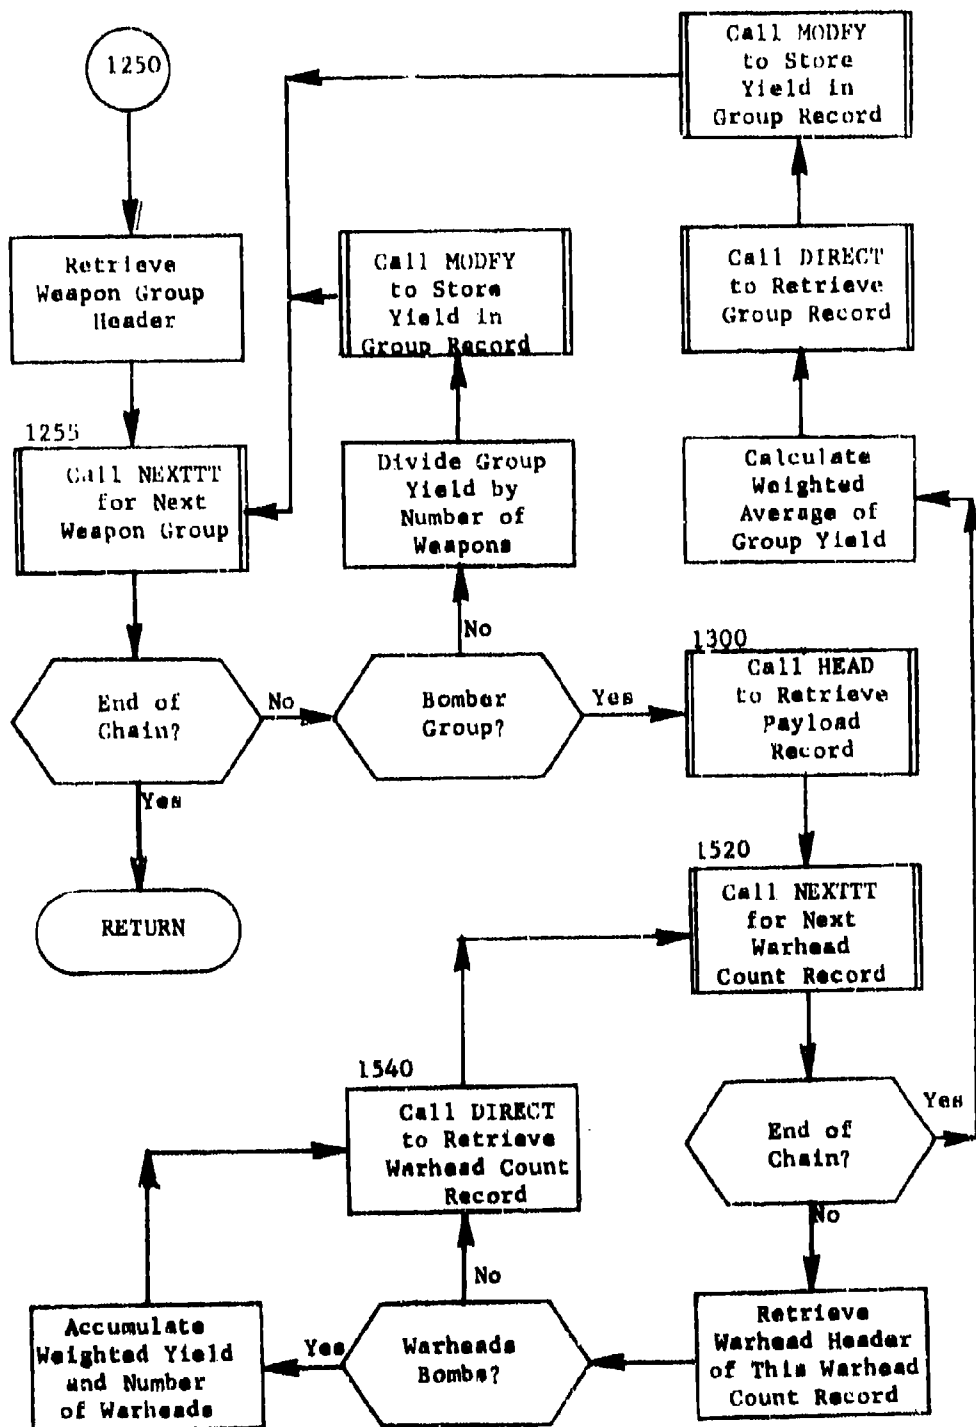 1250
Retrieve
Weapon Group
Header
1255
Call NEXTTT
for Next
Weapon Group
End of
Chain?
No
Yes
RETURN
Call MODFY
to Store
Yield in
Group Record
Divide Group
Yield by
Number of
Weapons
No
Bomber
Group?
Yes
Call MODFY
to Store
Yield in
Group Record
Call DIRECT
to Retrieve
Group Record
Calculate
Weighted
Average of
Group Yield
1300
Call HEAD
to Retrieve
Payload
Record
1520
Call NEXTTT
for Next
Warhead
Count Record
End of
Chain?
Yes
No
Retrieve
Warhead Header
of This Warhead
Count Record
Warheads
Bombs?
No
Yes
1540
Call DIRECT
to Retrieve
Warhead Count
Record
Accumulate
Weighted Yield
and Number
of Warheads